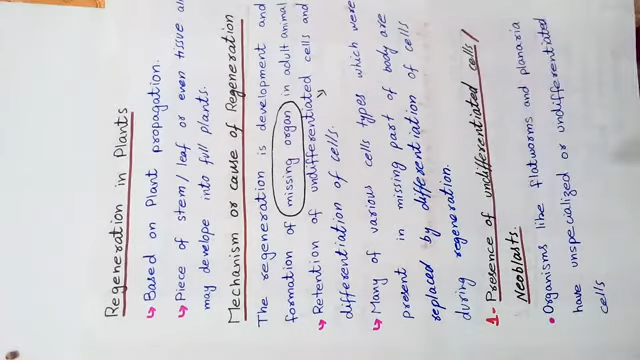 Regeneration in Plants
↳ Based on Plant propagation.
↳ Piece of stem/leaf or even tissue all
may develope into full plants.
Mechanism or cause of Regeneration
The regeneration is development and
formation of missing organ in adult animal
↳ Retention of undifferentiated cells and
differentiation of cells.
↳ Many of various cells types which were
present in missing part of body are
replaced by differentiation of cells
during regeneration.
1- Presence of undifferentiated cells/
Neoblasts.
• Organisms like flatworms and planaria
have unspecialized or undifferentiated
cells